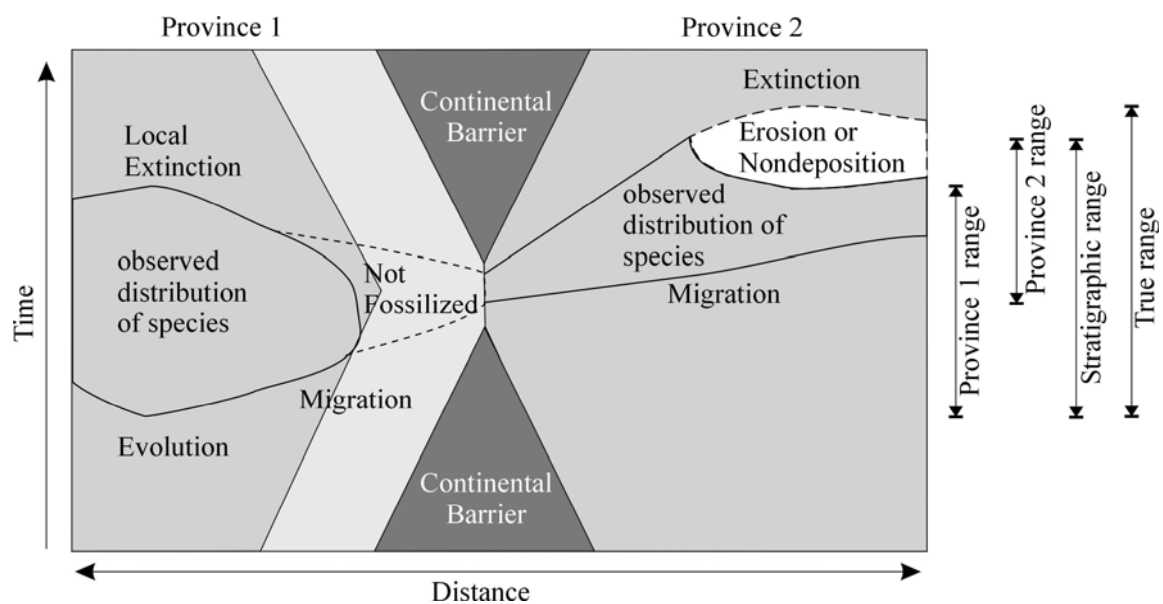 Province 1
Province 2
Continental
Barrier
Extinction
Erosion or
Nondeposition
Local
Extinction
observed
distribution of
species
observed
distribution
of species
Not
Fossilized
Migration
Migration
Evolution
Continental
Barrier
Time
Distance
Province 1 range
Province 2 range
Stratigraphic range
True range